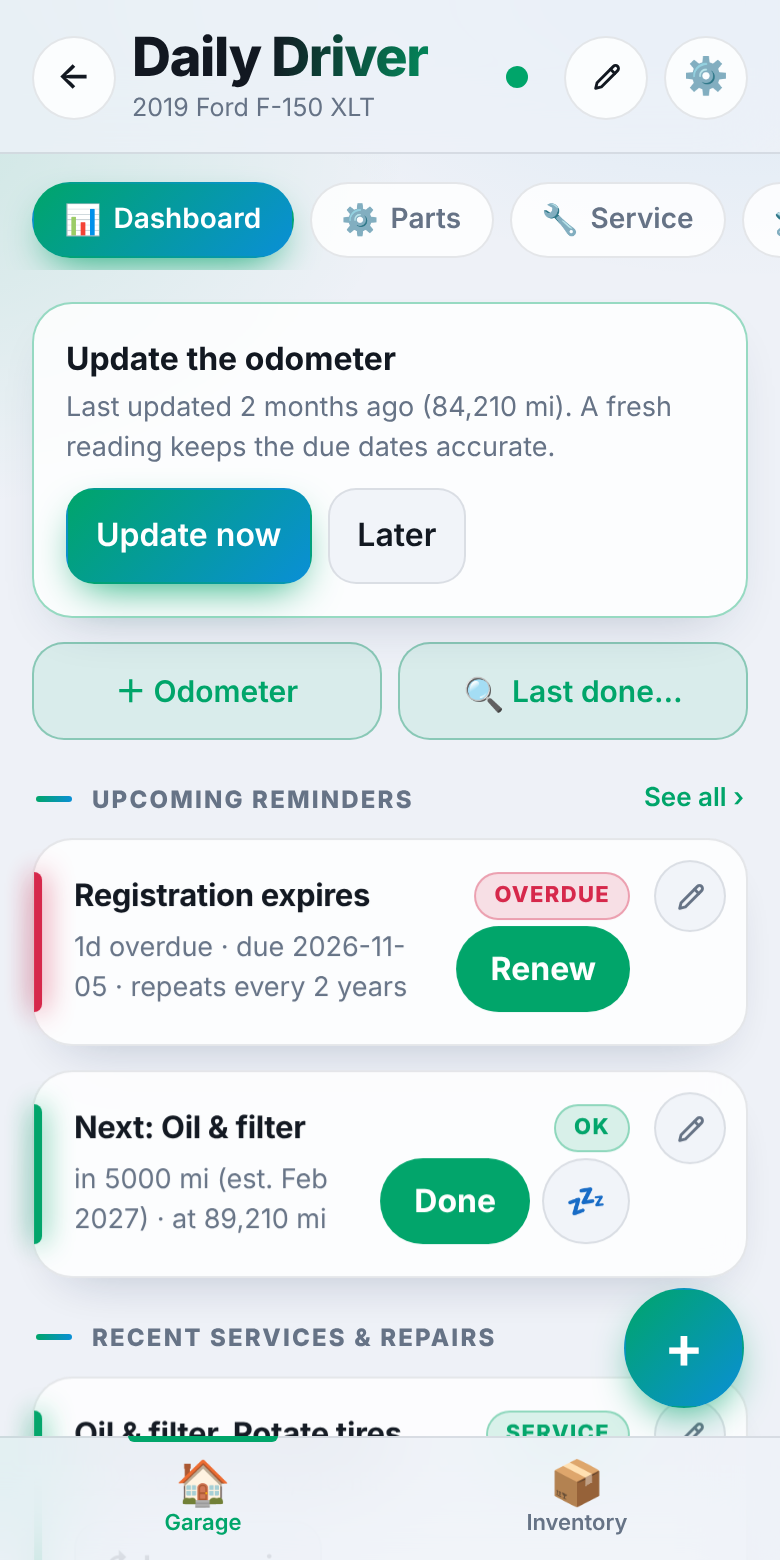 Daily Driver
2019 Ford F-150 XLT
Dashboard
Parts
Service
Update the odometer
Last updated 2 months ago (84,210 mi). A fresh
reading keeps the due dates accurate.
Update now
Later
+ Odometer
Last done...
UPCOMING REMINDERS
See all ›
Registration expires
OVERDUE
1d overdue · due 2026-11-
05 · repeats every 2 years
Renew
Next: Oil & filter
OK
in 5000 mi (est. Feb
2027) · at 89,210 mi
Done
💤
RECENT SERVICES & REPAIRS
+
Oil & filter, Rotate tires
SERVICE
Garage
Inventory